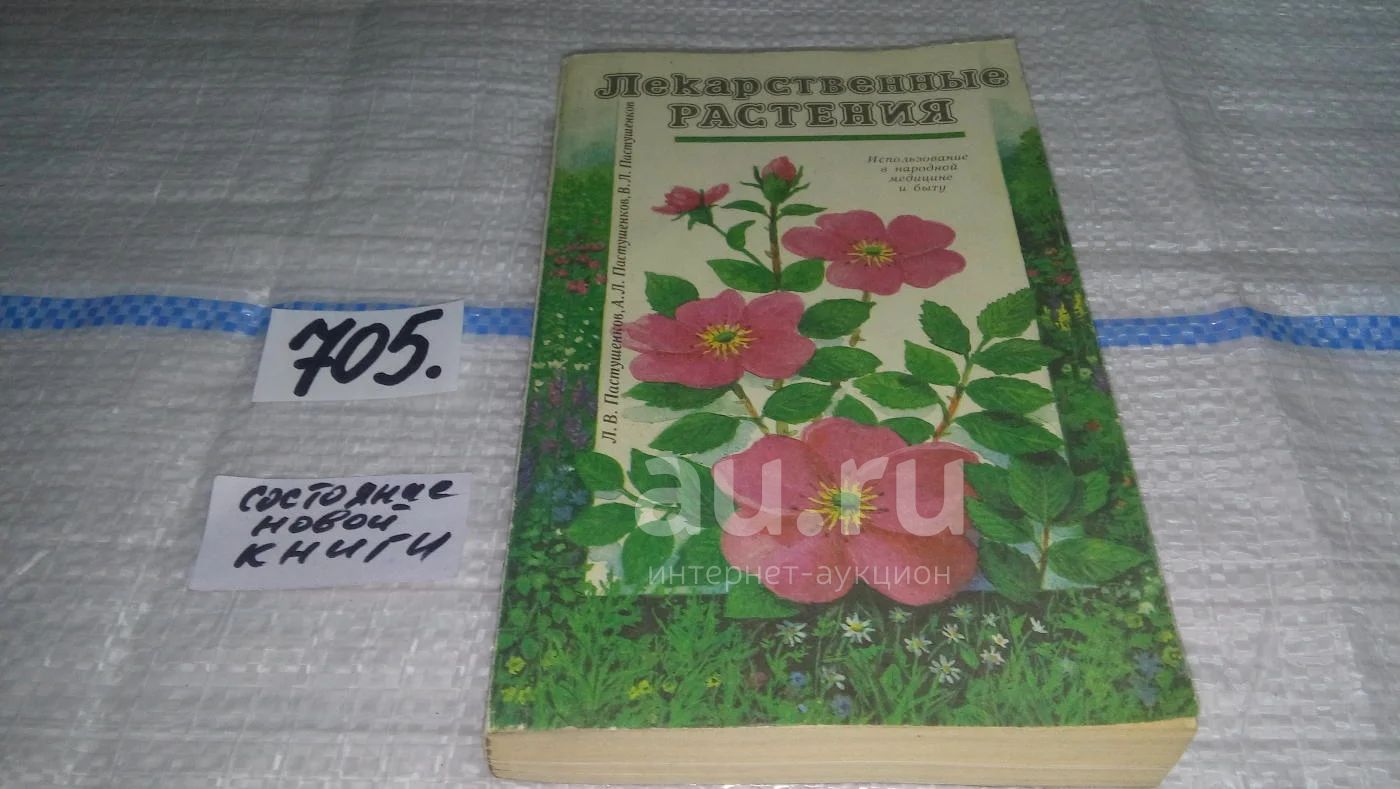 Лекарственные
РАСТЕНИЯ
Использование
в народной
медицине
и быту
Л. В. Пастушенков, А. Л. Пастушенков, В. Л. Пастушенков
705.
состояние
новой
книги
au.ru
интернет-аукцион